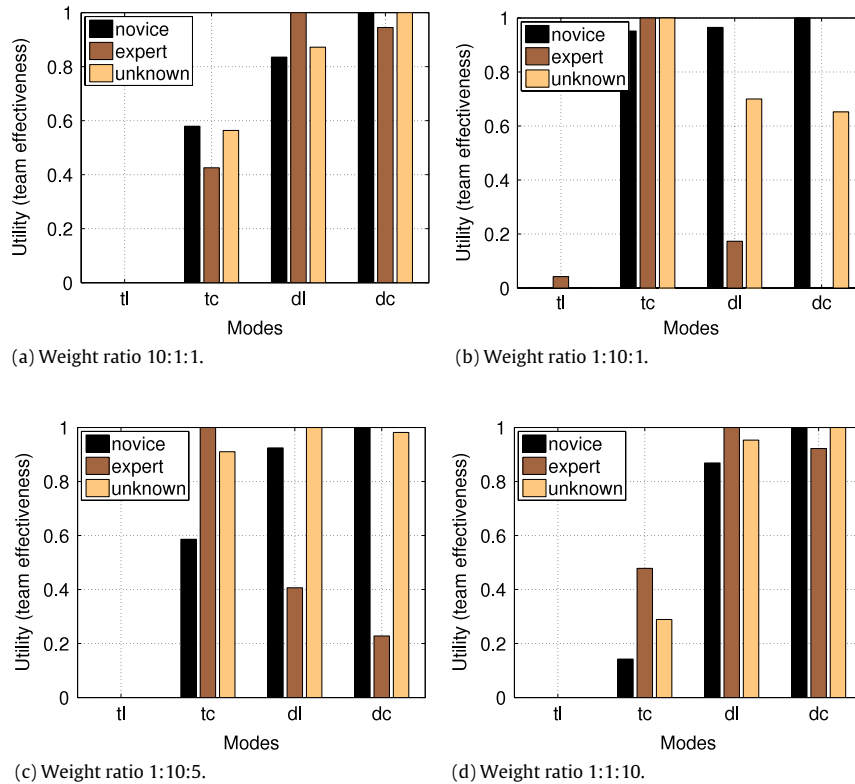 Utility (team effectiveness)
1
0.8
0.6
0.4
0.2
0
novice
expert
unknown
tl tc dl dc
Modes
(a) Weight ratio 10:1:1.
Utility (team effectiveness)
1
0.8
0.6
0.4
0.2
0
novice
expert
unknown
tl tc dl dc
Modes
(b) Weight ratio 1:10:1.
Utility (team effectiveness)
1
0.8
0.6
0.4
0.2
0
novice
expert
unknown
tl tc dl dc
Modes
(c) Weight ratio 1:10:5.
Utility (team effectiveness)
1
0.8
0.6
0.4
0.2
0
novice
expert
unknown
tl tc dl dc
Modes
(d) Weight ratio 1:1:10.